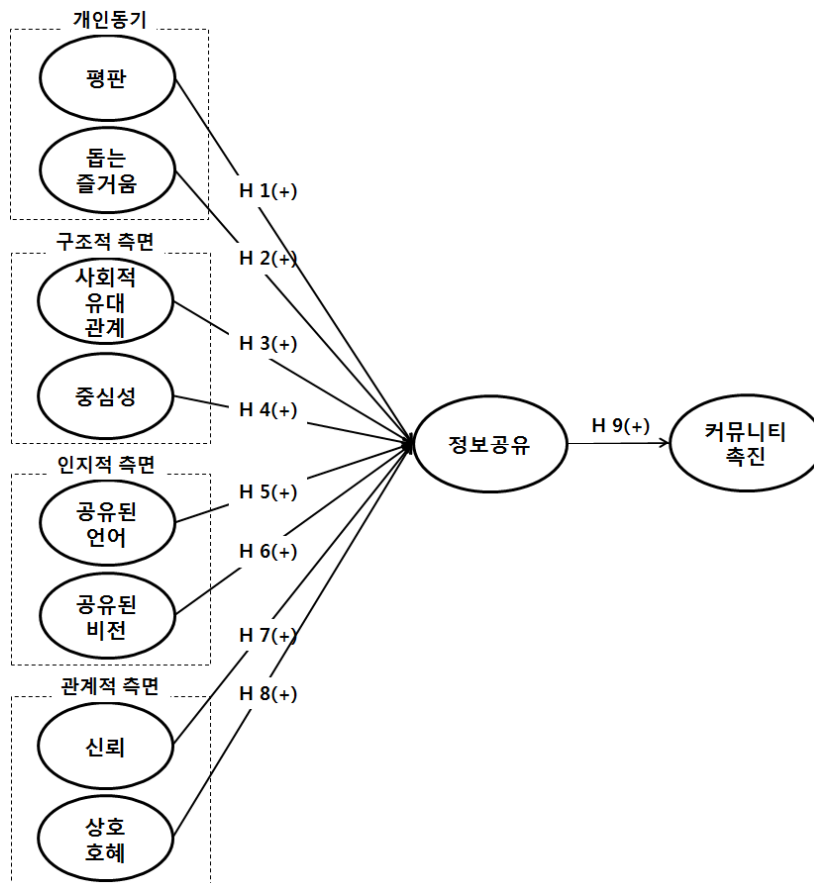 개인동기
평판
돕는
즐거움
H 1(+)
H 2(+)
구조적 측면
사회적
유대
관계
H 3(+)
중심성
H 4(+)
정보공유
H 9(+)
커뮤니티
촉진
인지적 측면
공유된
언어
H 5(+)
공유된
비전
H 6(+)
H 7(+)
관계적 측면
신뢰
H 8(+)
상호
호혜